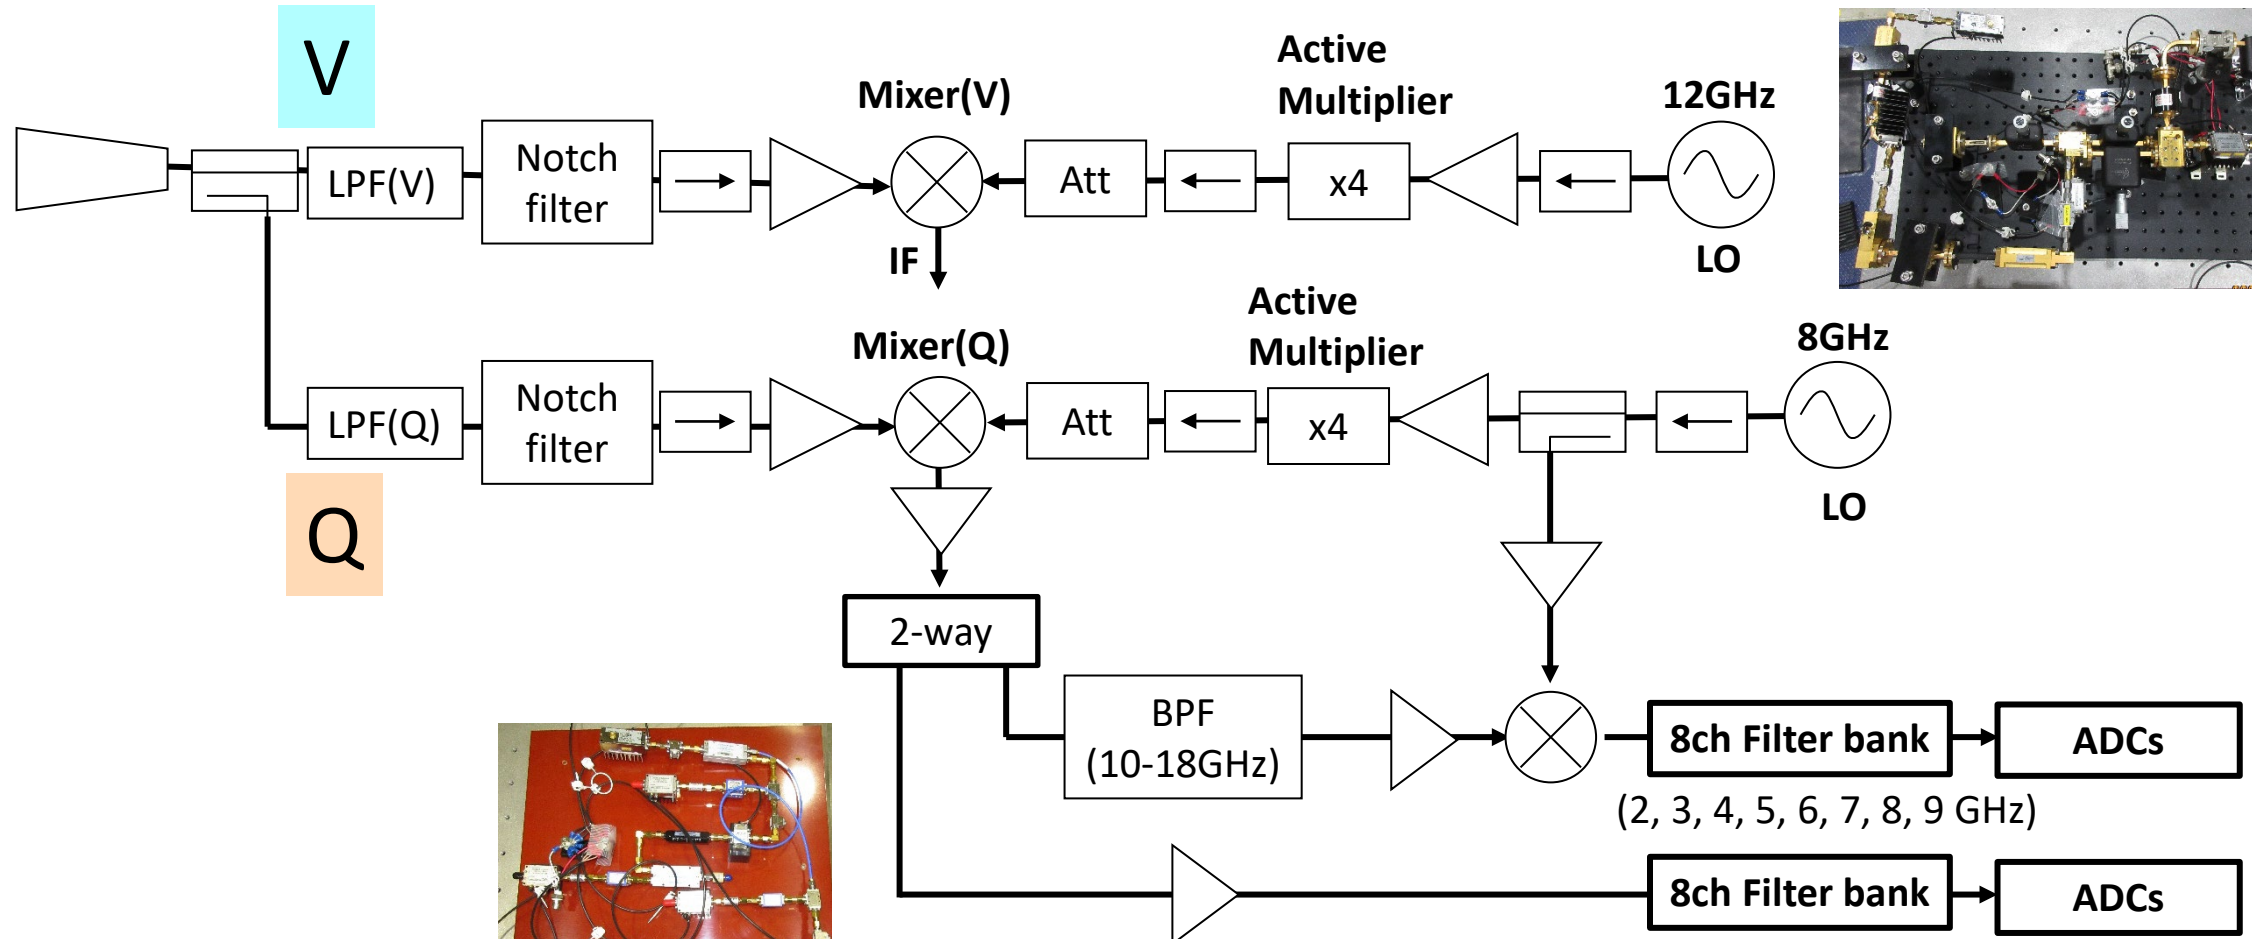 V
Mixer(V)
Active
Multiplier
12GHz
LPF(V)
Notch
filter
Att
x4
IF
LO
Mixer(Q)
Active
Multiplier
8GHz
LPF(Q)
Notch
filter
Att
x4
LO
Q
2-way
BPF
(10-18GHz)
8ch Filter bank
ADCs
(2, 3, 4, 5, 6, 7, 8, 9 GHz)
8ch Filter bank
ADCs